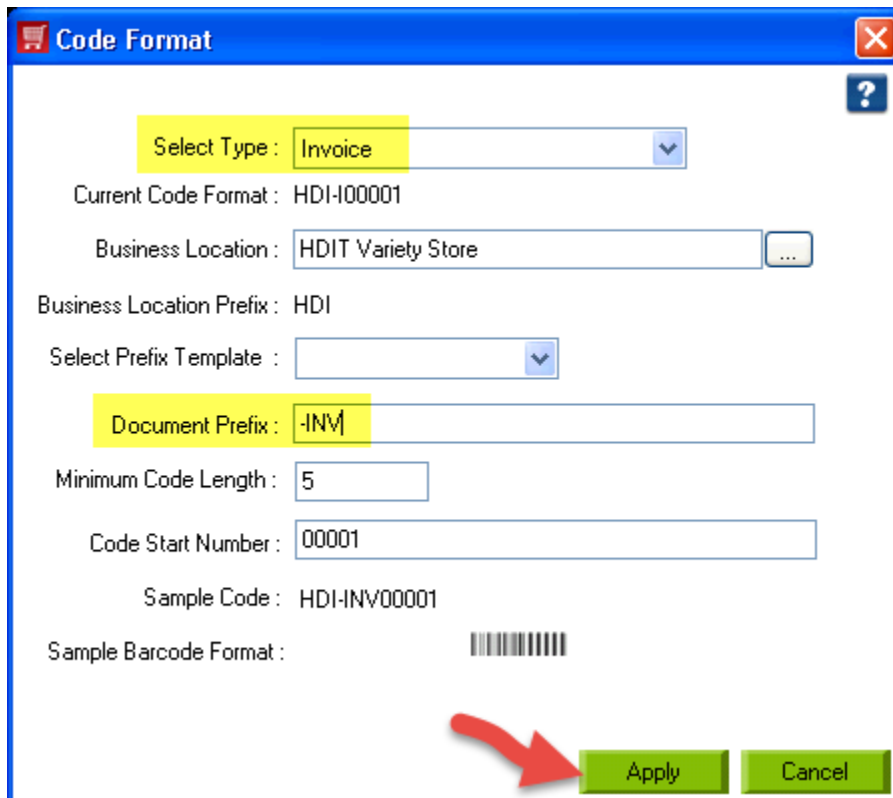 Code Format
?
Select Type : Invoice
Current Code Format : HDI-I00001
Business Location : HDIT Variety Store ...
Business Location Prefix : HDI
Select Prefix Template :
Document Prefix : -INV
Minimum Code Length : 5
Code Start Number : 00001
Sample Code : HDI-INV00001
Sample Barcode Format :
Apply Cancel